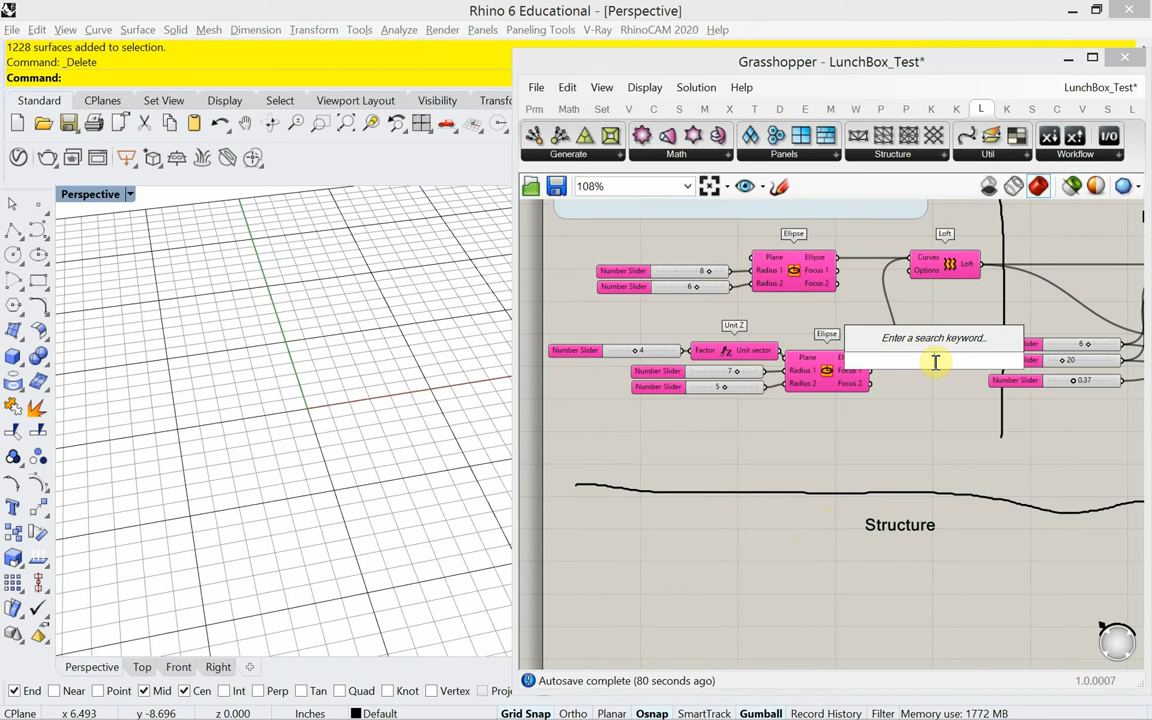 Rhino 6 Educational - [Perspective]
File Edit View Curve Surface Solid Mesh Dimension Transform Tools Analyze Render Panels Paneling Tools V-Ray RhinoCAM 2020 Help
1228 surfaces added to selection.
Command: _Delete
Command:
Standard CPlanes Set View Display Select Viewport Layout Visibility Transfo
Perspective
Grasshopper - LunchBox_Test*
File Edit View Display Solution Help LunchBox_Test*
Prm Math Set V C S M X T D A M W P P K K L K S C V L
Generate Math Panels Structure Util Workflow
I/O
108%
Ellipse
Plane Ellipse
Radius 1 Focus 1
Radius 2 Focus 2
Number Slider 8
Number Slider 6
Loft
Curves Loft
Options
Unit Z
Number Slider 4
Factor Unit vector
Number Slider 7
Number Slider 5
Ellipse
Plane
Radius 1 Focus 1
Radius 2 Focus 2
Enter a search keyword...
6
20
Number Slider 0.37
Structure
Autosave complete (80 seconds ago) 1.0.0007
Perspective Top Front Right
End Near Point Mid Cen Int Perp Tan Quad Knot Vertex Proje
CPlane x 6.493 y -8.696 z 0.000 Inches Default Grid Snap Ortho Planar Osnap SmartTrack Gumball Record History Filter Memory use: 1772 MB